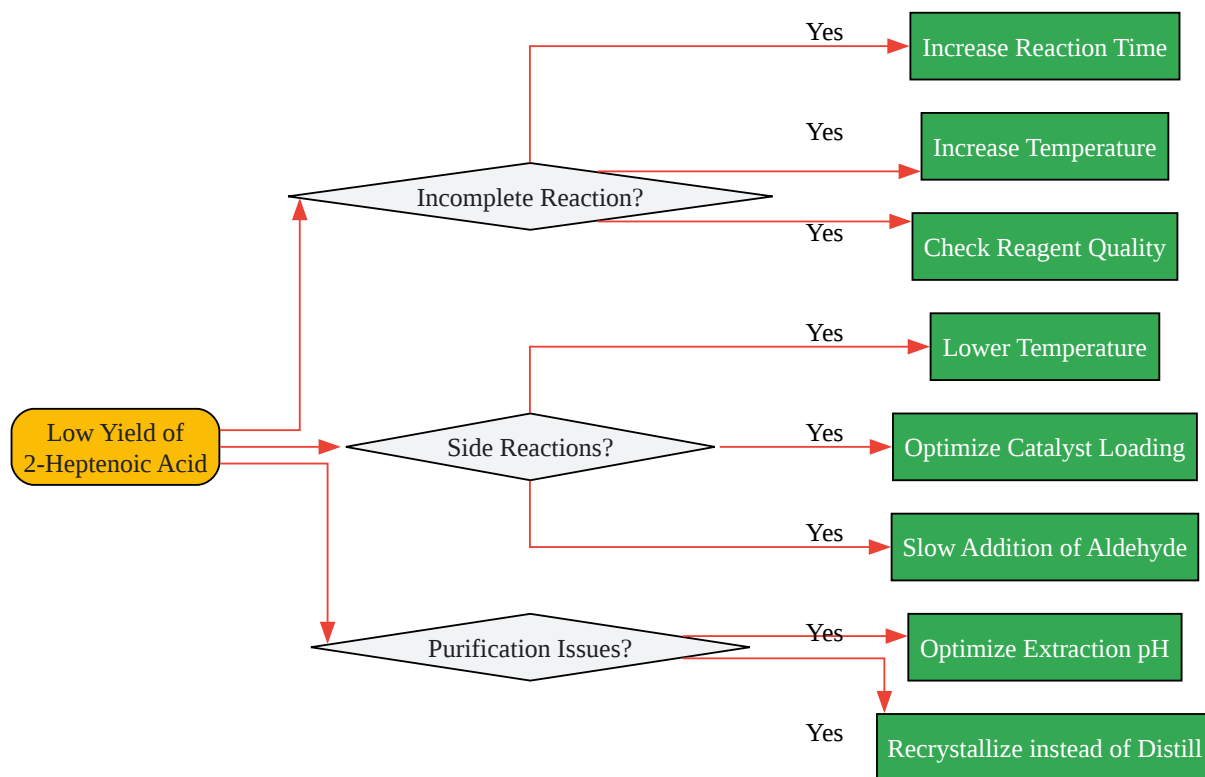 Yes
Increase Reaction Time
Yes
Increase Temperature
Incomplete Reaction?
Yes
Check Reagent Quality
Yes
Lower Temperature
Low Yield of
2-Heptenoic Acid
Side Reactions?
Yes
Optimize Catalyst Loading
Yes
Slow Addition of Aldehyde
Purification Issues?
Yes
Optimize Extraction pH
Yes
Recrystallize instead of Distill